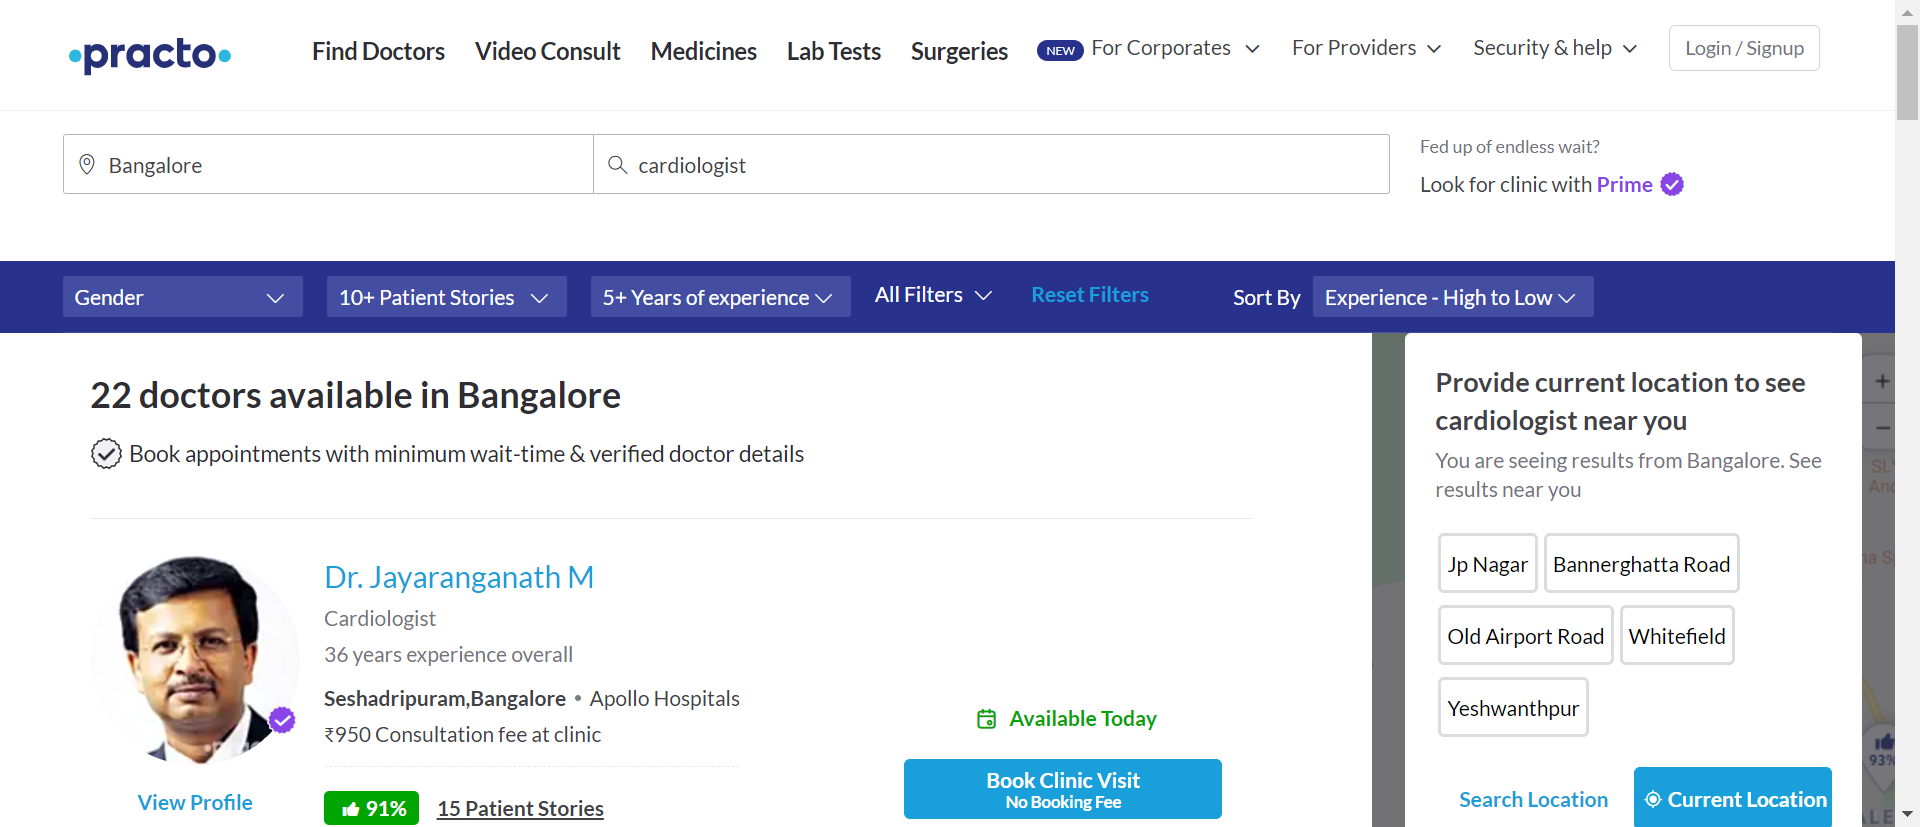 practo
Find Doctors
Video Consult
Medicines
Lab Tests
Surgeries
NEW
For Corporates
For Providers
Security & help
Login / Signup
Bangalore
cardiologist
Fed up of endless wait?
Look for clinic with Prime
Gender
10+ Patient Stories
5+ Years of experience
All Filters
Reset Filters
Sort By
Experience - High to Low
22 doctors available in Bangalore
Book appointments with minimum wait-time & verified doctor details
Dr. Jayaranganath M
Cardiologist
36 years experience overall
Seshadripuram,Bangalore • Apollo Hospitals
₹950 Consultation fee at clinic
View Profile
91%
15 Patient Stories
Available Today
Book Clinic Visit
No Booking Fee
Provide current location to see
cardiologist near you
You are seeing results from Bangalore. See
results near you
Jp Nagar
Bannerghatta Road
Old Airport Road
Whitefield
Yeshwanthpur
Search Location
Current Location
93%